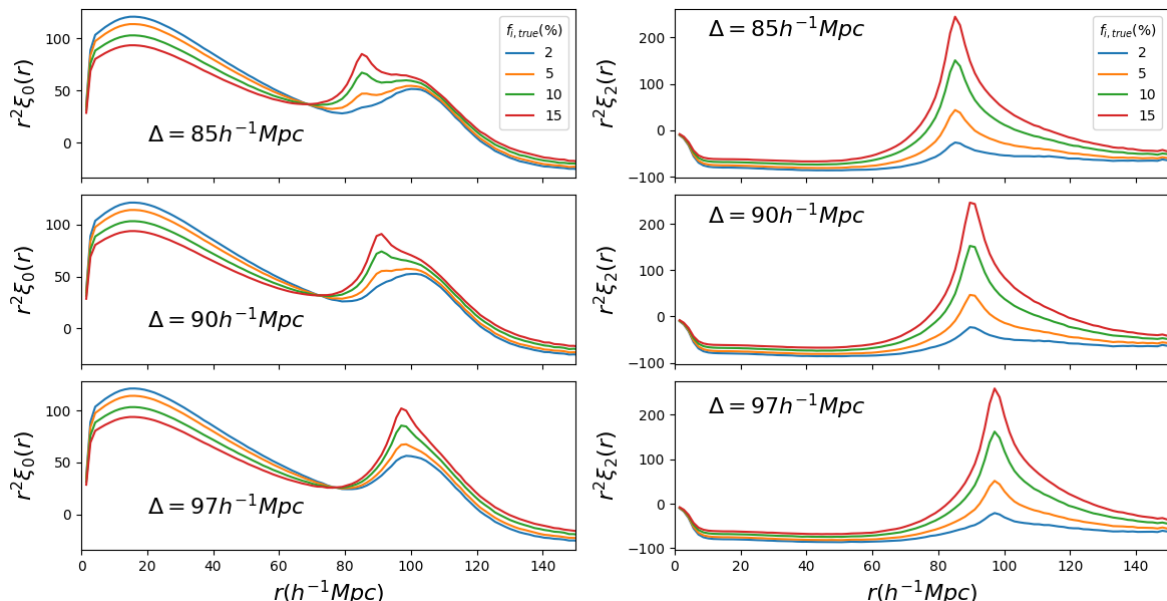 r²ξ₀(r)
100
50
0
Δ = 85h⁻¹Mpc
f_{i,true}(%)
2
5
10
15
r²ξ₂(r)
200
100
0
−100
Δ = 85h⁻¹Mpc
f_{i,true}(%)
2
5
10
15
r²ξ₀(r)
100
50
0
Δ = 90h⁻¹Mpc
r²ξ₂(r)
200
100
0
−100
Δ = 90h⁻¹Mpc
r²ξ₀(r)
100
50
0
Δ = 97h⁻¹Mpc
0 20 40 60 80 100 120 140
r(h⁻¹Mpc)
r²ξ₂(r)
200
100
0
−100
Δ = 97h⁻¹Mpc
0 20 40 60 80 100 120 140
r(h⁻¹Mpc)